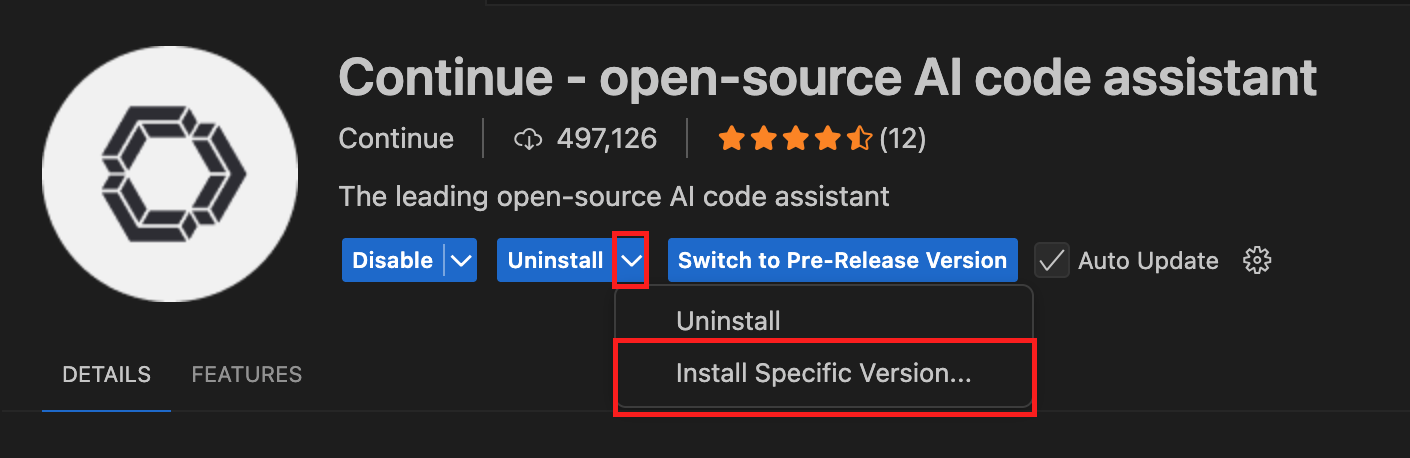 Continue - open-source AI code assistant
Continue 497,126 (12)
The leading open-source AI code assistant
Disable Uninstall Switch to Pre-Release Version Auto Update
Uninstall
Install Specific Version...
DETAILS FEATURES